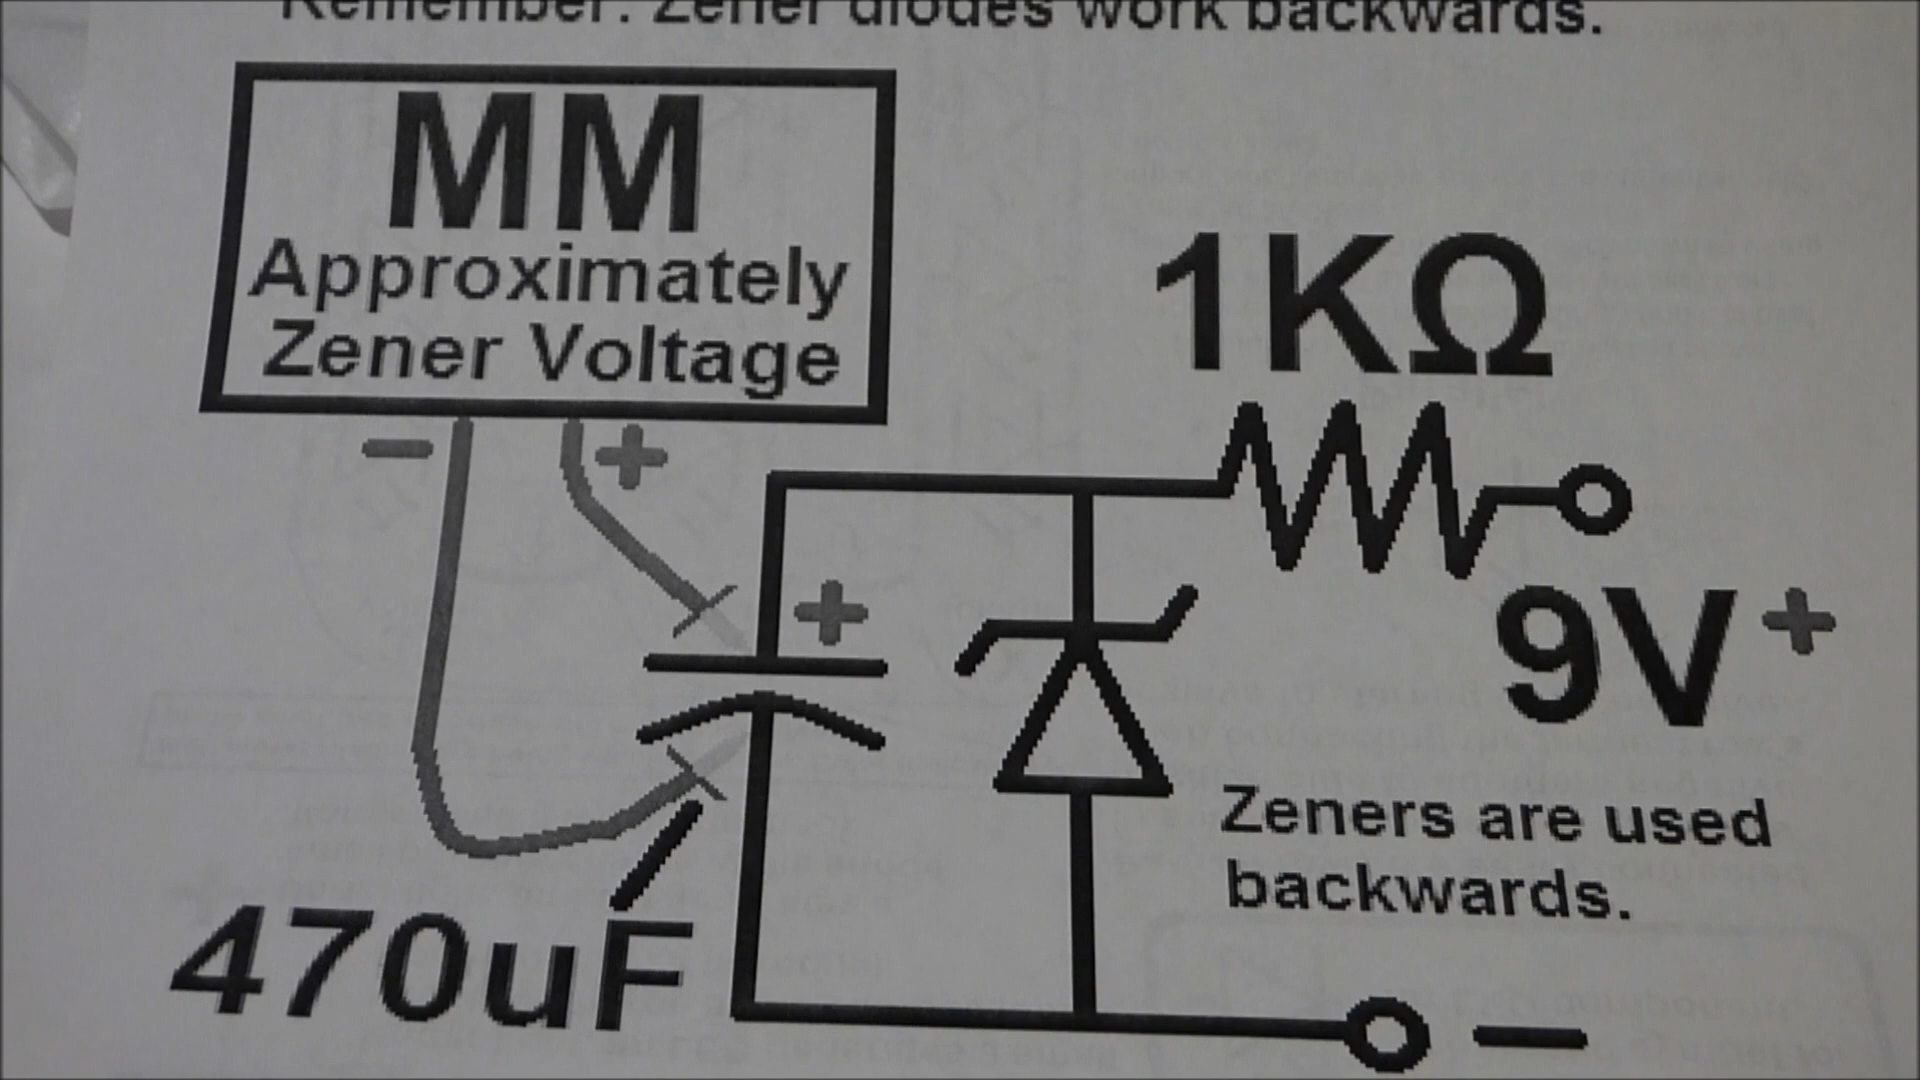 Remember: Zener diodes work backwards.
MM
Approximately
Zener Voltage
1KΩ
− +
+
9V+
Zeners are used
backwards.
470uF
−